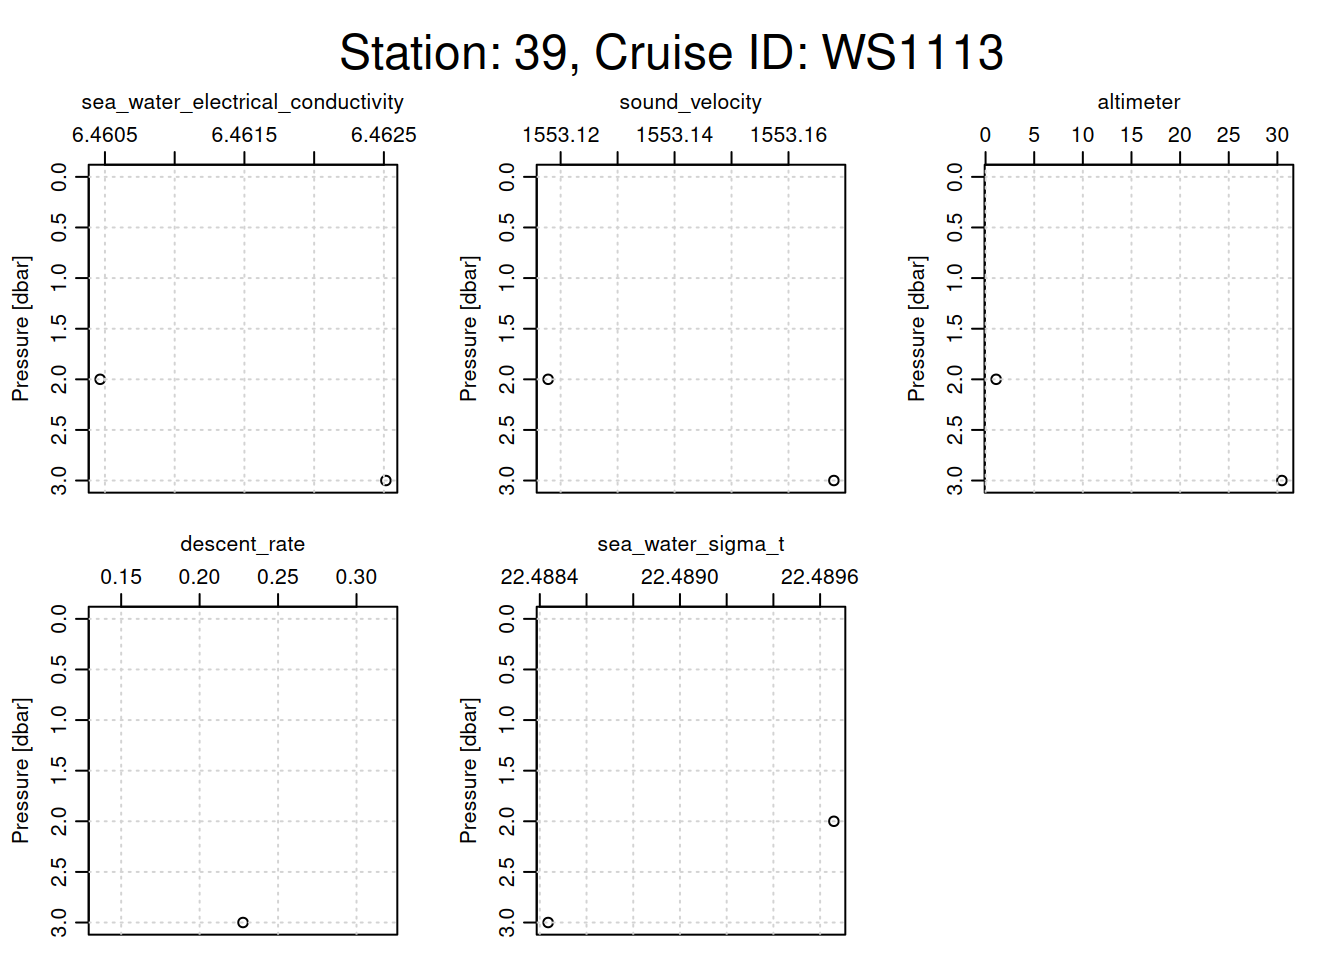 Station: 39, Cruise ID: WS1113
sea_water_electrical_conductivity
6.4605 6.4615 6.4625
Pressure [dbar]
0.0
0.5
1.0
1.5
2.0
2.5
3.0
sound_velocity
1553.12 1553.14 1553.16
Pressure [dbar]
0.0
0.5
1.0
1.5
2.0
2.5
3.0
altimeter
0 5 10 15 20 25 30
Pressure [dbar]
0.0
0.5
1.0
1.5
2.0
2.5
3.0
descent_rate
0.15 0.20 0.25 0.30
Pressure [dbar]
0.0
0.5
1.0
1.5
2.0
2.5
3.0
sea_water_sigma_t
22.4884 22.4890 22.4896
Pressure [dbar]
0.0
0.5
1.0
1.5
2.0
2.5
3.0